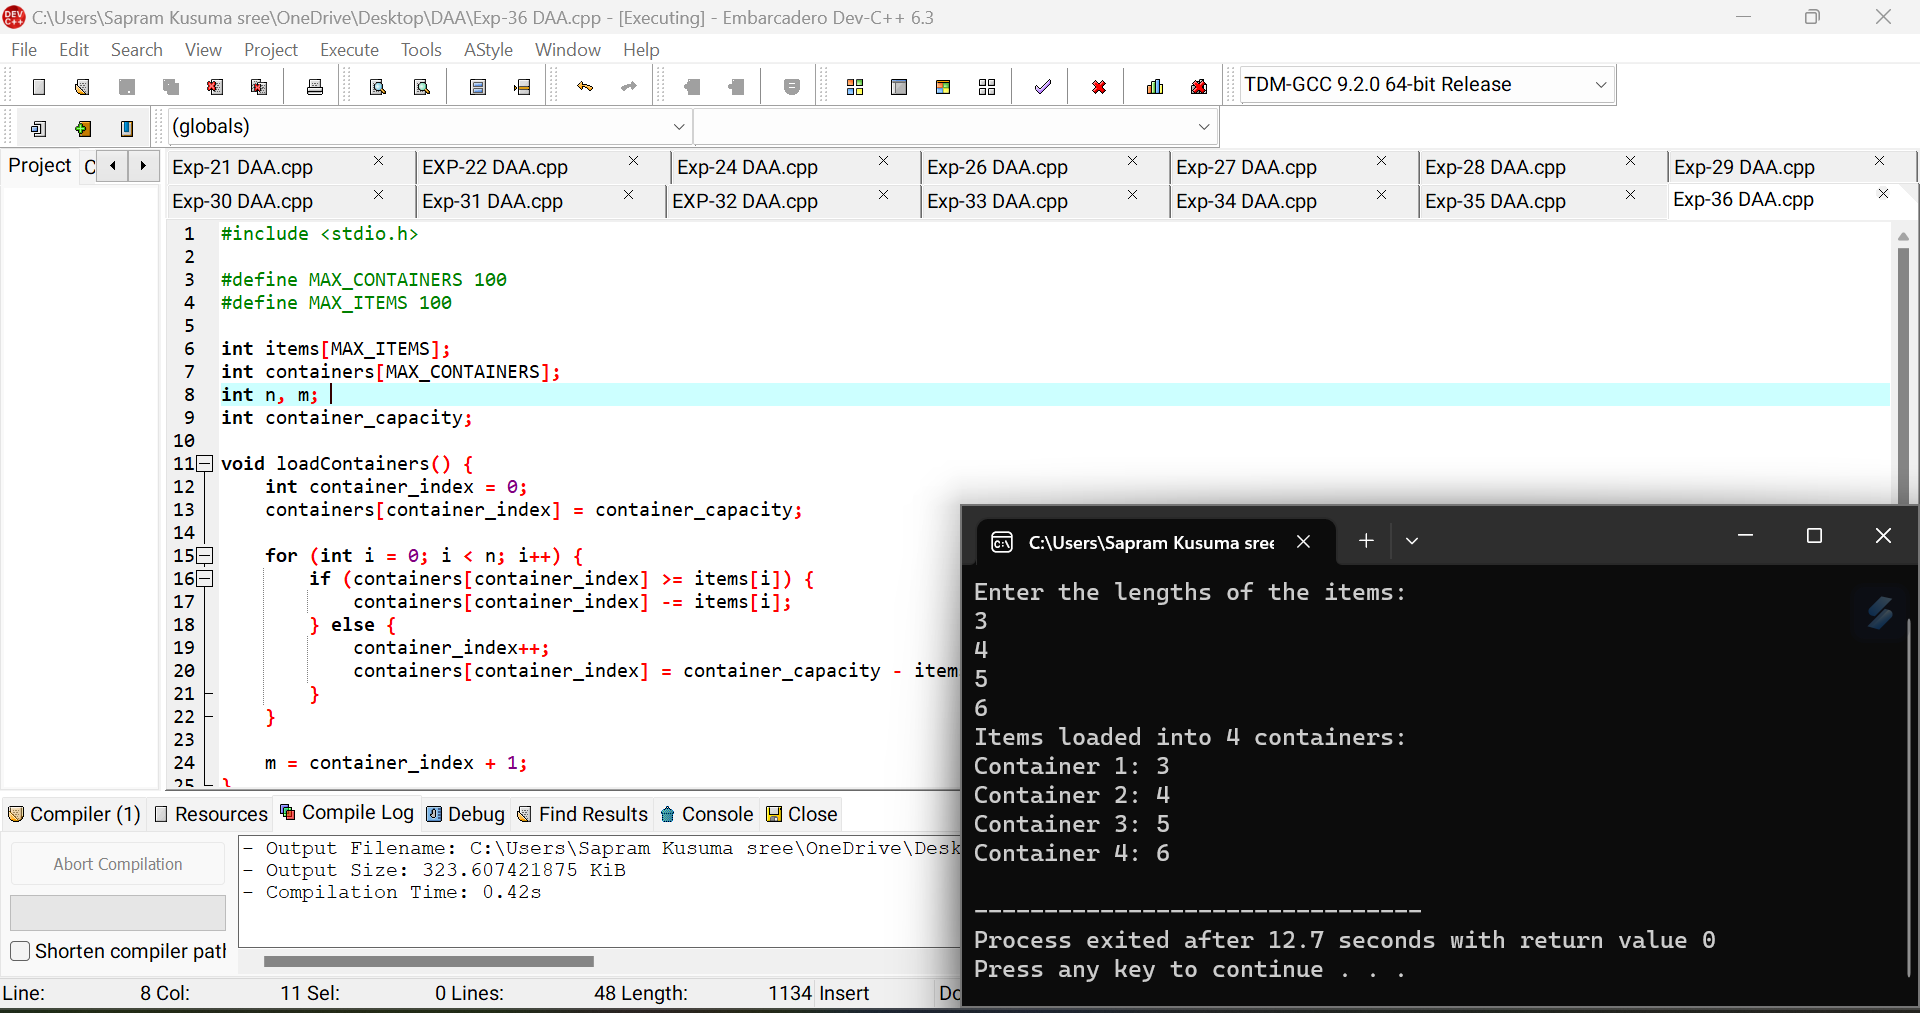 C:\Users\Sapram Kusuma sree\OneDrive\Desktop\DAA\Exp-36 DAA.cpp - [Executing] - Embarcadero Dev-C++ 6.3
File Edit Search View Project Execute Tools AStyle Window Help
TDM-GCC 9.2.0 64-bit Release
(globals)
Project
Exp-21 DAA.cpp EXP-22 DAA.cpp Exp-24 DAA.cpp Exp-26 DAA.cpp Exp-27 DAA.cpp Exp-28 DAA.cpp Exp-29 DAA.cpp
Exp-30 DAA.cpp Exp-31 DAA.cpp EXP-32 DAA.cpp Exp-33 DAA.cpp Exp-34 DAA.cpp Exp-35 DAA.cpp Exp-36 DAA.cpp
1 #include <stdio.h>
2
3 #define MAX_CONTAINERS 100
4 #define MAX_ITEMS 100
5
6 int items[MAX_ITEMS];
7 int containers[MAX_CONTAINERS];
8 int n, m;
9 int container_capacity;
10
11 void loadContainers() {
12 int container_index = 0;
13 containers[container_index] = container_capacity;
14
15 for (int i = 0; i < n; i++) {
16 if (containers[container_index] >= items[i]) {
17 containers[container_index] -= items[i];
18 } else {
19 container_index++;
20 containers[container_index] = container_capacity - item
21 }
22 }
23
24 m = container_index + 1;
25 }
Compiler (1) Resources Compile Log Debug Find Results Console Close
Abort Compilation
Shorten compiler path
- Output Filename: C:\Users\Sapram Kusuma sree\OneDrive\Desk
- Output Size: 323.607421875 KiB
- Compilation Time: 0.42s
Line: 8 Col: 11 Sel: 0 Lines: 48 Length: 1134 Insert Do
C:\Users\Sapram Kusuma sree
Enter the lengths of the items:
3
4
5
6
Items loaded into 4 containers:
Container 1: 3
Container 2: 4
Container 3: 5
Container 4: 6
--------------------------------
Process exited after 12.7 seconds with return value 0
Press any key to continue . . .